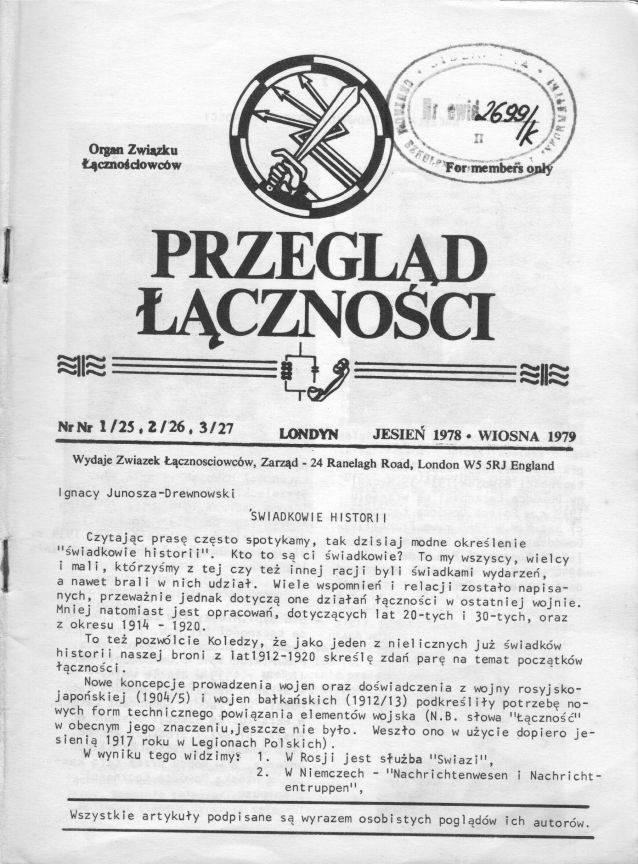 Organ Związku
Łącznościowców
Nr ewid. 2699/k
II
For members only
PRZEGLĄD
ŁĄCZNOŚCI
Nr Nr 1/25, 2/26, 3/27
LONDYN JESIEŃ 1978 • WIOSNA 1979
Wydaje Zwiazek Łącznosciowców, Zarząd - 24 Ranelagh Road, London W5 5RJ England
Ignacy Junosza-Drewnowski
ŚWIADKOWIE HISTORII
Czytając prasę często spotykamy, tak dzisiaj modne określenie
"świadkowie historii". Kto to są ci świadkowie? To my wszyscy, wielcy
i mali, którzyśmy z tej czy też innej racji byli świadkami wydarzeń,
a nawet brali w nich udział. Wiele wspomnień i relacji zostało napisa-
nych, przeważnie jednak dotyczą one działań łączności w ostatniej wojnie.
Mniej natomiast jest opracowań, dotyczących lat 20-tych i 30-tych, oraz
z okresu 1914 - 1920.
To też pozwólcie Koledzy, że jako jeden z nielicznych już świadków
historii naszej broni z lat1912-1920 skreślę zdań parę na temat początków
łączności.
Nowe koncepcje prowadzenia wojen oraz doświadczenia z wojny rosyjsko-
japońskiej (1904/5) i wojen bałkańskich (1912/13) podkreśliły potrzebę no-
wych form technicznego powiązania elementów wojska (N.B. słowa "Łączność"
w obecnym jego znaczeniu,jeszcze nie było. Weszło ono w użycie dopiero je-
sienią 1917 roku w Legionach Polskich).
W wyniku tego widzimy: 1. W Rosji jest służba "Swiazi",
2. W Niemczech - "Nachrichtenwesen i Nachricht-
entruppen",
Wszystkie artykuły podpisane są wyrazem osobistych poglądów ich autorów.